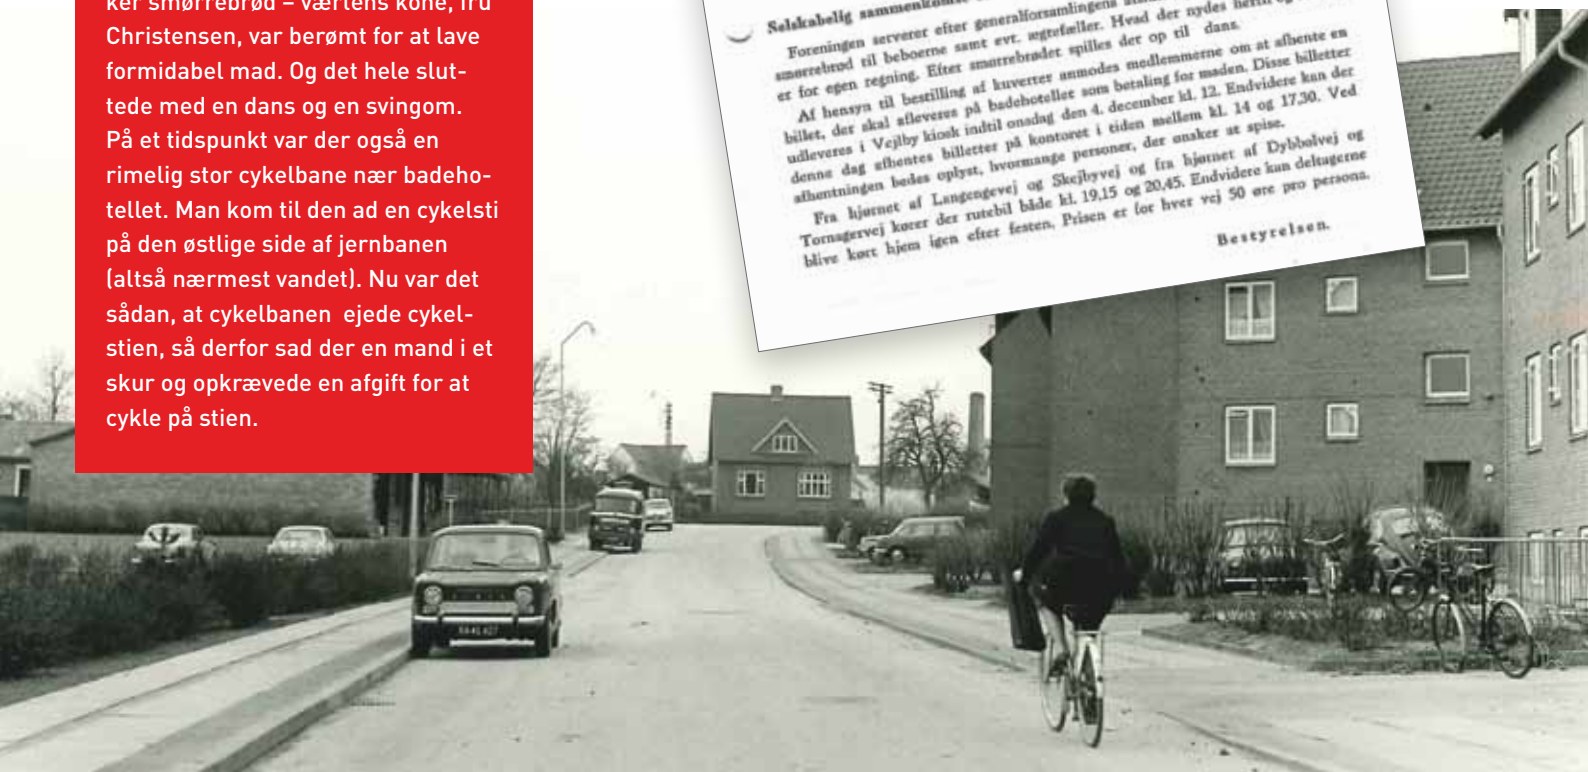 ker smørrebrød – værtens kone, fru
Christensen, var berømt for at lave
formidabel mad. Og det hele slut-
tede med en dans og en svingom.
På et tidspunkt var der også en
rimelig stor cykelbane nær badeho-
tellet. Man kom til den ad en cykelsti
på den østlige side af jernbanen
(altså nærmest vandet). Nu var det
sådan, at cykelbanen ejede cykel-
stien, så derfor sad der en mand i et
skur og opkrævede en afgift for at
cykle på stien.
Selskabelig sammenkomst
Foreningen serverer efter generalforsamlingens
smørrebrød til beboerne samt evt. ægtefæller. Hvad der nydes
er for egen regning. Efter smørrebrødet spilles der op til dans.
Af hensyn til bestilling af kuverter anmodes medlemmerne om at afhente en
billet, der skal afleveres på badehotellet som betaling for maden. Disse billetter
udleveres i Vejlby kiosk indtil onsdag den 4. december kl. 12. Endvidere kan der
denne dag afhentes billetter på kontoret i tiden mellem kl. 14 og 17,30. Ved
afhentningen bedes oplyst, hvormange personer, der ønsker at spise.
Fra hjørnet af Langengevej og Skejbyvej og fra hjørnet af Dybbølvej og
Tornagervej kører der rutebil både kl. 19,15 og 20,45. Endvidere kan deltagerne
blive kørt hjem igen efter festen. Prisen er for hver vej 50 øre pro persona.
Bestyrelsen.